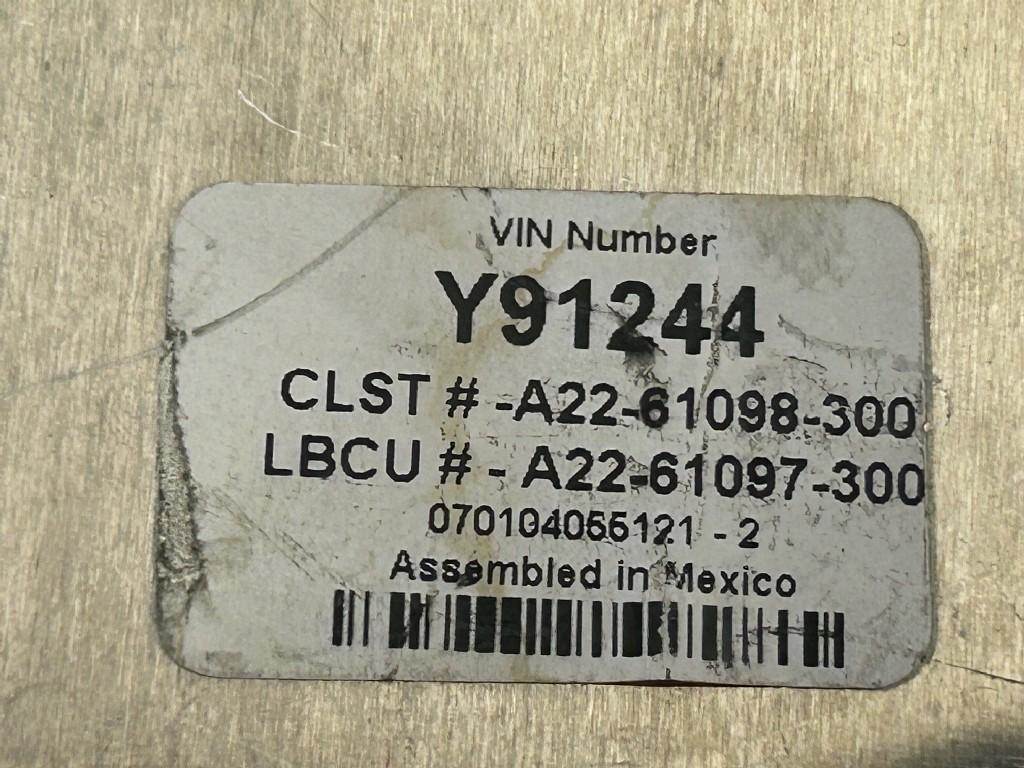 VIN Number
Y91244
CLST # -A22-61098-300
LBCU # - A22-61097-300
070104055121 - 2
Assembled in Mexico